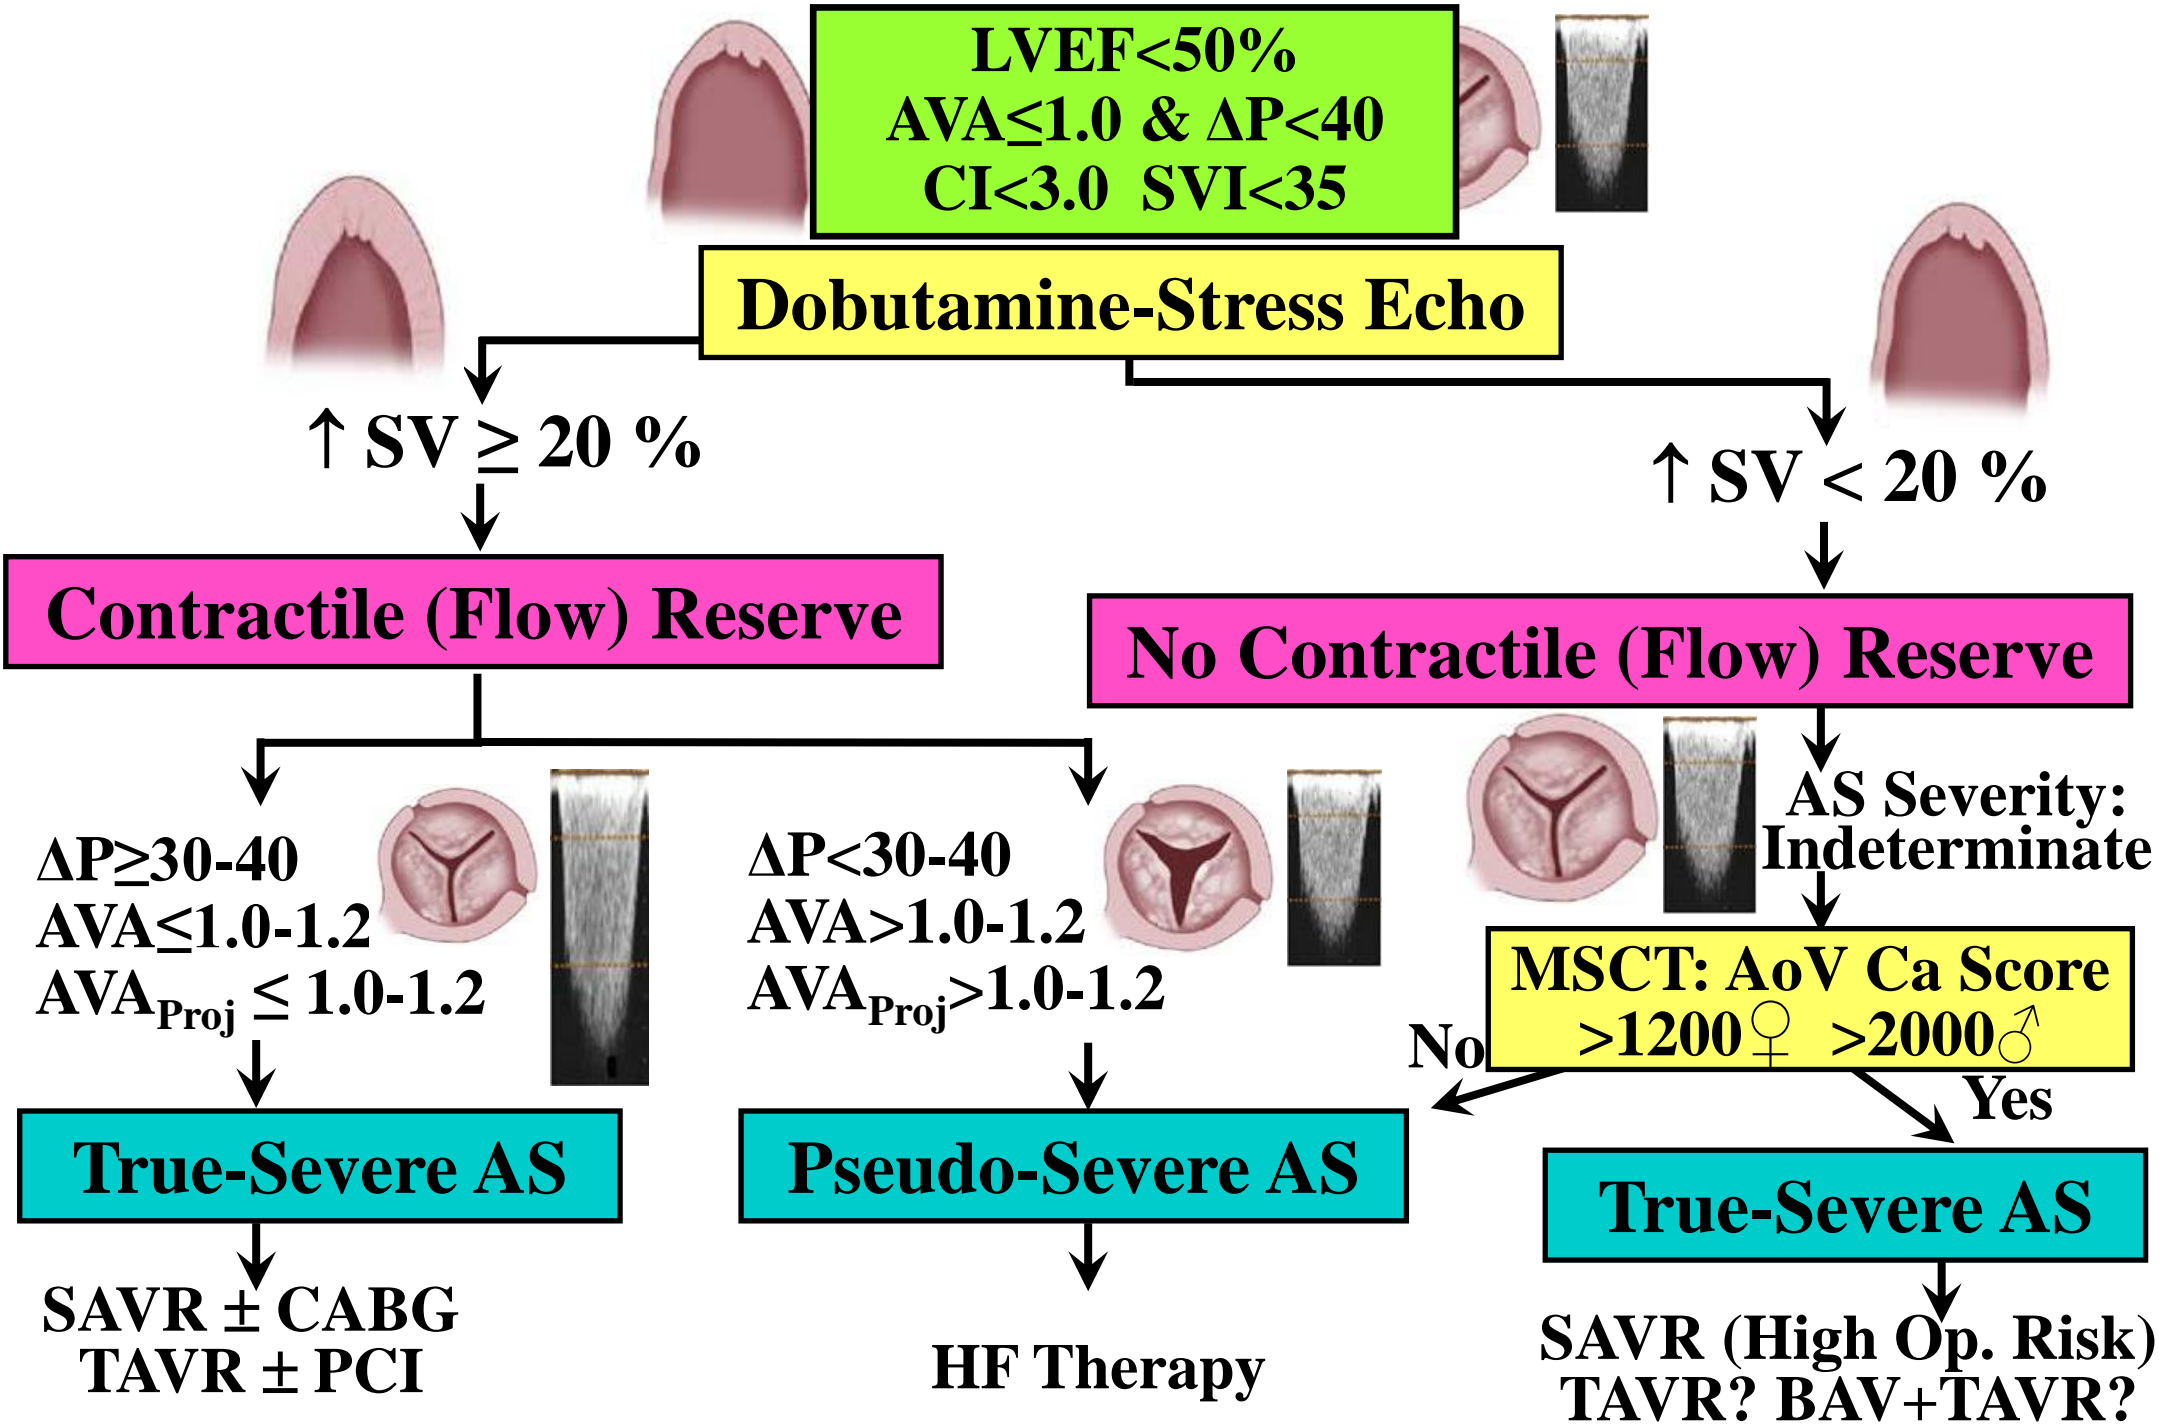 LVEF<50%
AVA≤1.0 & ΔP<40
CI<3.0 SVI<35
Dobutamine-Stress Echo
↑ SV ≥ 20 %
↑ SV < 20 %
Contractile (Flow) Reserve
No Contractile (Flow) Reserve
ΔP≥30-40
AVA≤1.0-1.2
AVAProj ≤ 1.0-1.2
ΔP<30-40
AVA>1.0-1.2
AVAProj>1.0-1.2
AS Severity:
Indeterminate
MSCT: AoV Ca Score
>1200♀ >2000♂
No
Yes
True-Severe AS
Pseudo-Severe AS
True-Severe AS
SAVR ± CABG
TAVR ± PCI
HF Therapy
SAVR (High Op. Risk)
TAVR? BAV+TAVR?